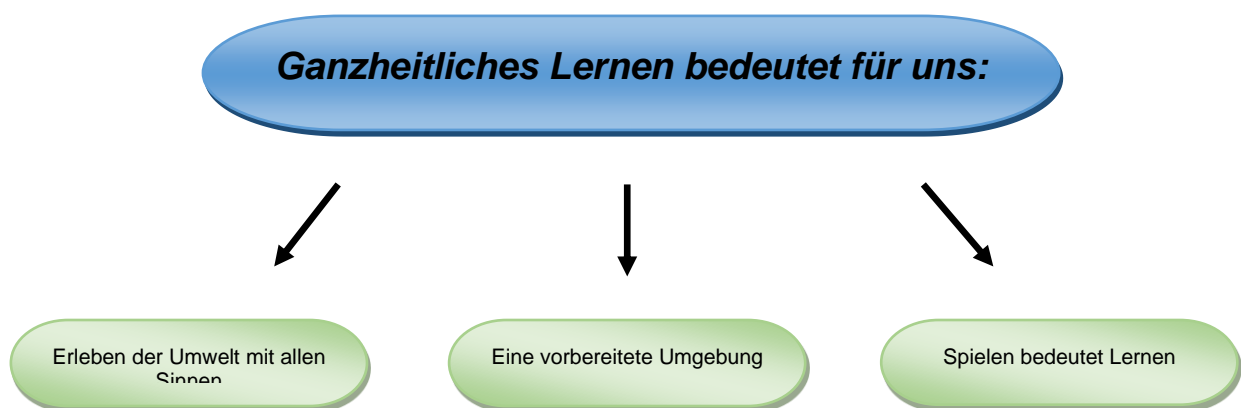 Ganzheitliches Lernen bedeutet für uns:
Erleben der Umwelt mit allen
Sinnen
Eine vorbereitete Umgebung
Spielen bedeutet Lernen